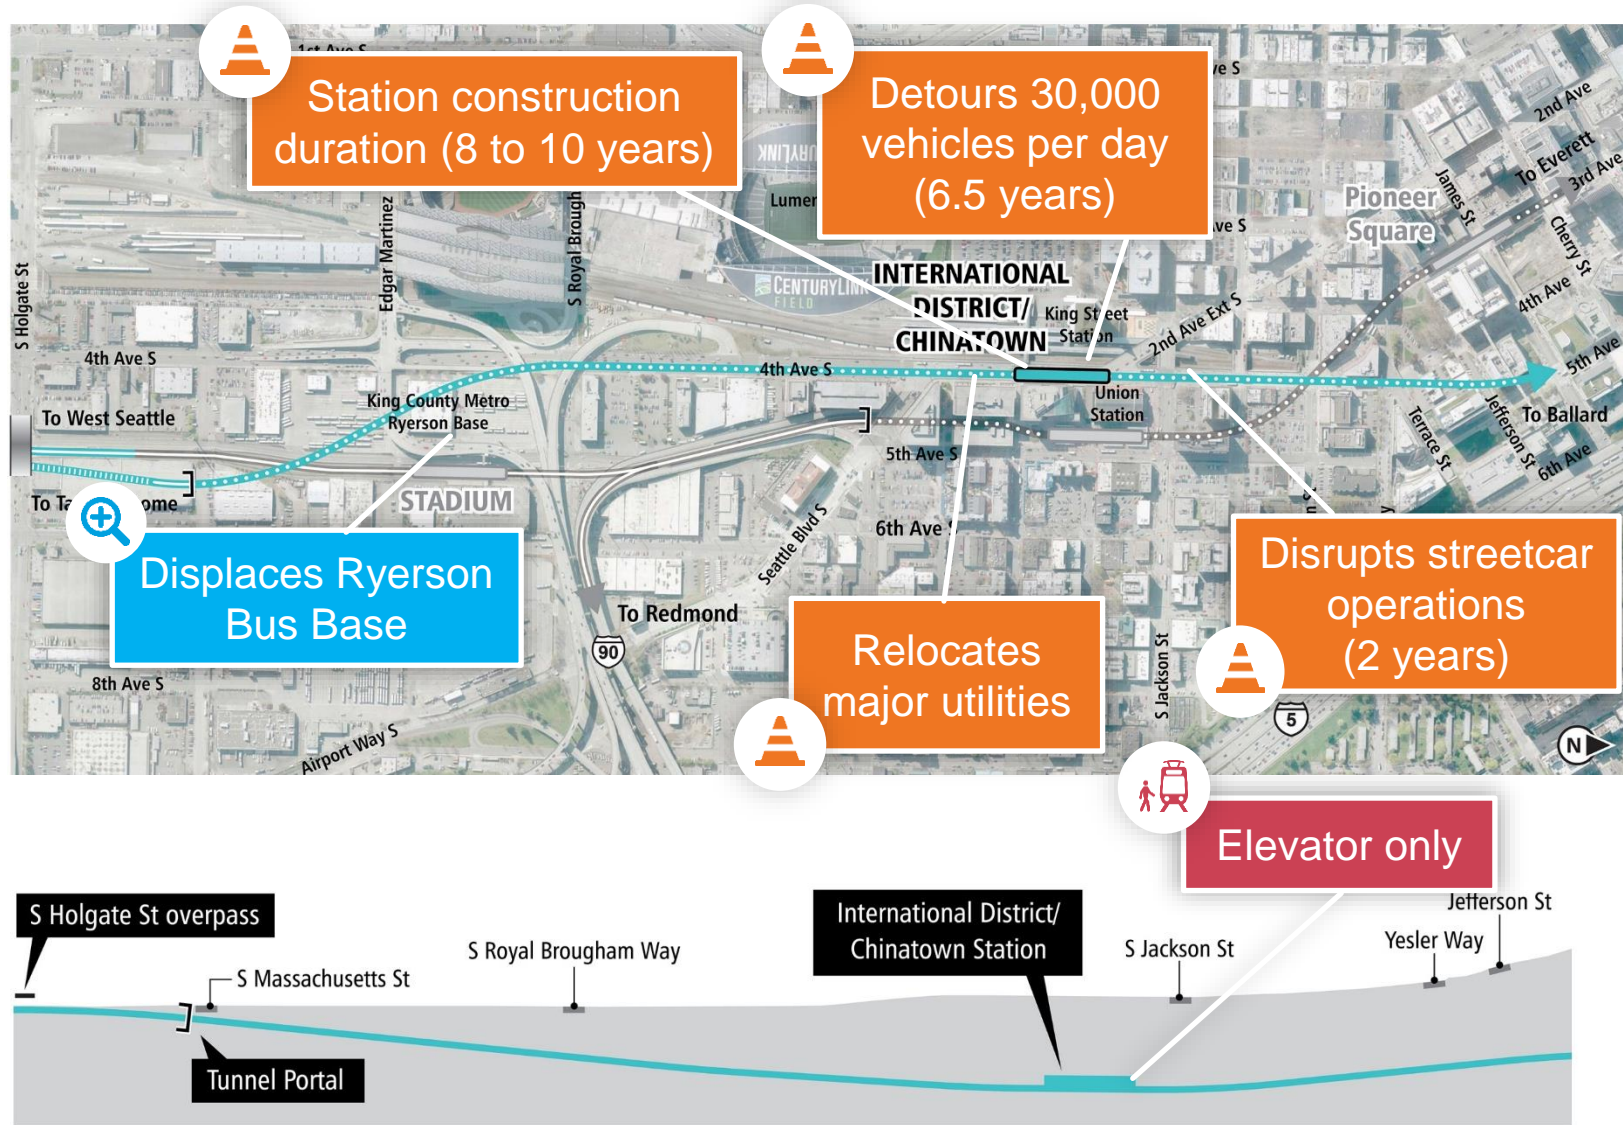 1st Ave S
Station construction
duration (8 to 10 years)
Detours 30,000
vehicles per day
(6.5 years)
ve S
2nd Ave
To Everett
3rd Ave
James St
Pioneer
Square
Cherry St
4th Ave
5th Ave
Lumen
ve S
CENTURYLINK
FIELD
INTERNATIONAL
DISTRICT/
CHINATOWN
King Street
Station
2nd Ave Ext S
S Holgate St
Edgar Martinez
S Royal Brough
4th Ave S
4th Ave S
Union
Station
To West Seattle
King County Metro
Ryerson Base
Terrace St
Jefferson St
To Ballard
6th Ave
5th Ave S
STADIUM
To Ta
ome
6th Ave S
Seattle Blvd S
Displaces Ryerson
Bus Base
To Redmond
90
Relocates
major utilities
Disrupts streetcar
operations
(2 years)
S Jackson St
8th Ave S
Airport Way S
5
N
Elevator only
S Holgate St overpass
S Massachusetts St
S Royal Brougham Way
International District/
Chinatown Station
S Jackson St
Yesler Way
Jefferson St
Tunnel Portal